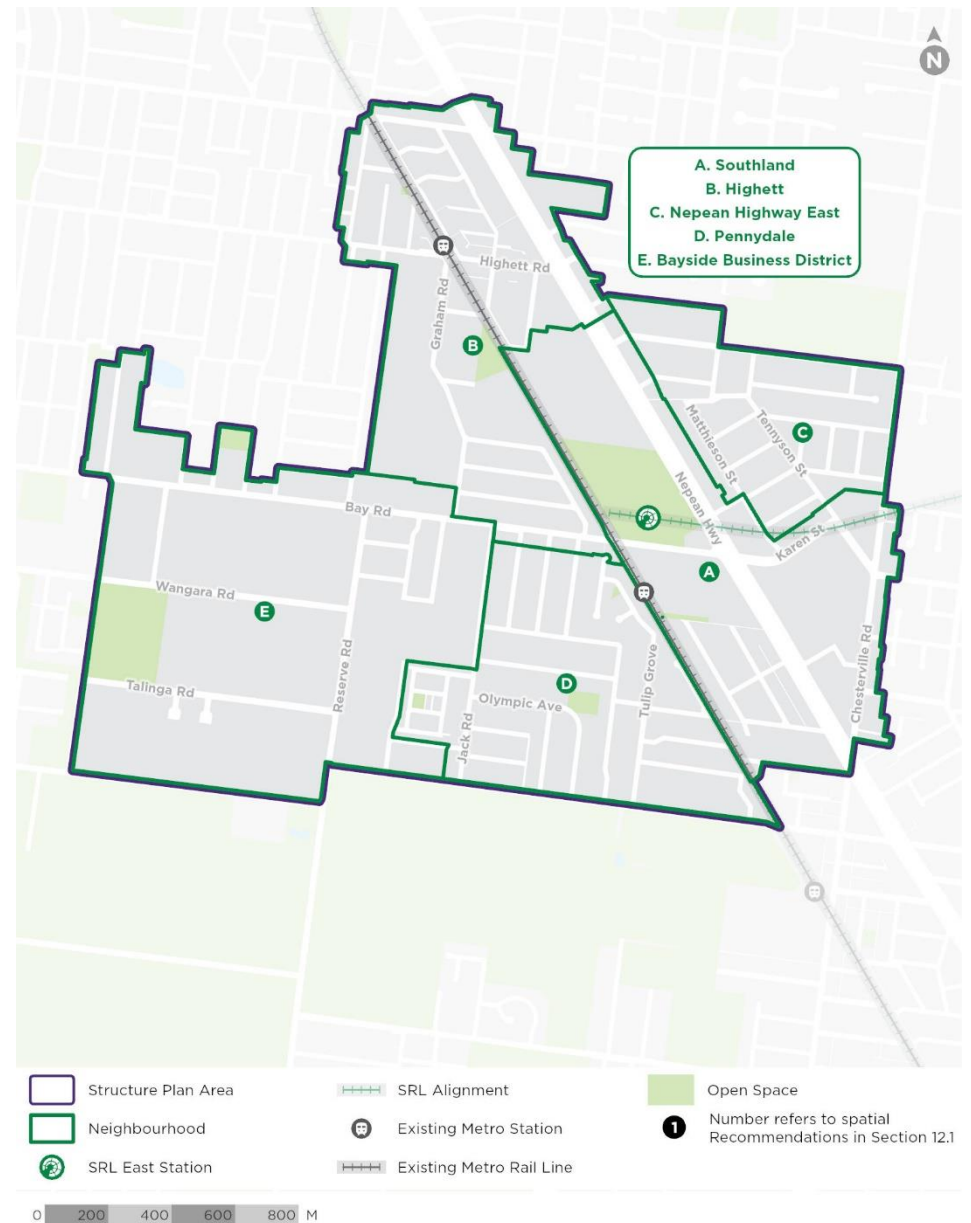 N
A. Southland
B. Highett
C. Nepean Highway East
D. Pennydale
E. Bayside Business District
Highett Rd
Graham Rd
B
Matthieson St
Tennyson St
C
Nepean Hwy
Bay Rd
Karen St
A
Wangara Rd
E
Reserve Rd
Chesterville Rd
Talinga Rd
D
Olympic Ave
Tulip Grove
Jack Rd
Structure Plan Area
SRL Alignment
Open Space
Neighbourhood
Existing Metro Station
1
Number refers to spatial
Recommendations in Section 12.1
SRL East Station
Existing Metro Rail Line
0 200 400 600 800 M